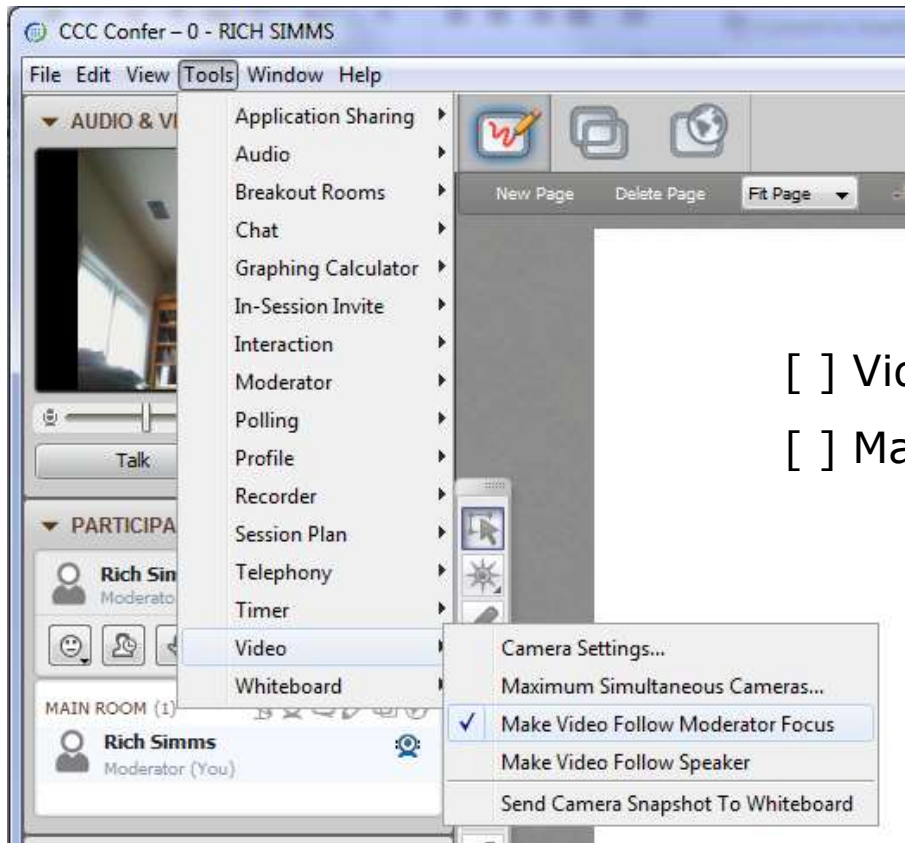 CCC Confer – 0 - RICH SIMMS
File Edit View Tools Window Help
AUDIO & VI
Talk
PARTICIPA
Rich Sim
Moderato
MAIN ROOM (1)
Rich Simms
Moderator (You)
Application Sharing
Audio
Breakout Rooms
Chat
Graphing Calculator
In-Session Invite
Interaction
Moderator
Polling
Profile
Recorder
Session Plan
Telephony
Timer
Video
Whiteboard
Camera Settings...
Maximum Simultaneous Cameras...
Make Video Follow Moderator Focus
Make Video Follow Speaker
Send Camera Snapshot To Whiteboard
New Page Delete Page Fit Page
[ ] Vid
[ ] Ma